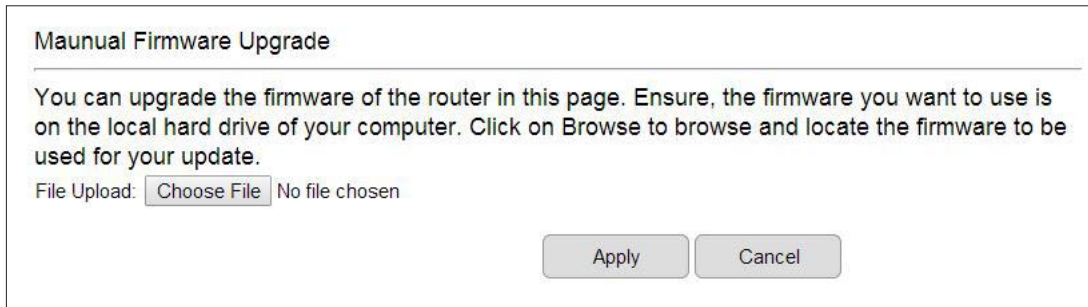 Maunual Firmware Upgrade
You can upgrade the firmware of the router in this page. Ensure, the firmware you want to use is
on the local hard drive of your computer. Click on Browse to browse and locate the firmware to be
used for your update.
File Upload: Choose File No file chosen
Apply Cancel